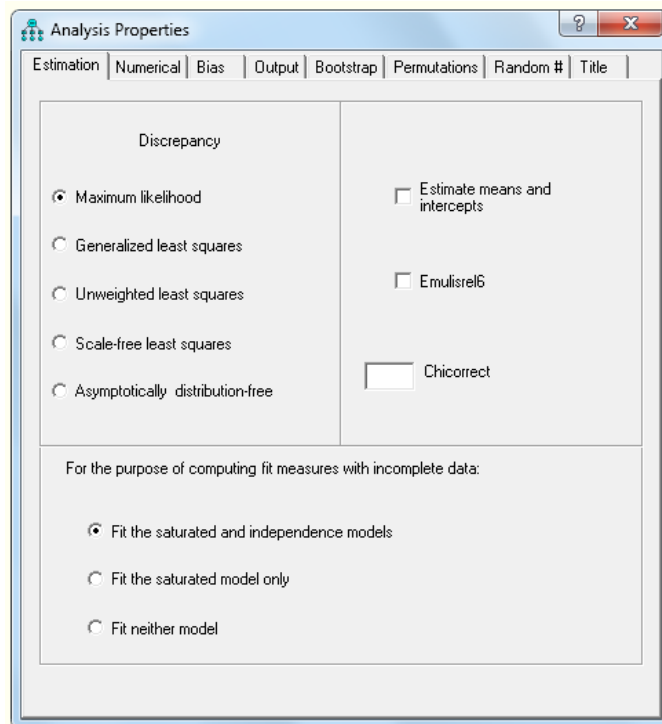 Analysis Properties
?
X
Estimation Numerical Bias Output Bootstrap Permutations Random # Title
Discrepancy
Maximum likelihood
Generalized least squares
Unweighted least squares
Scale-free least squares
Asymptotically distribution-free
Estimate means and
intercepts
Emulisrel6
Chicorrect
For the purpose of computing fit measures with incomplete data:
Fit the saturated and independence models
Fit the saturated model only
Fit neither model